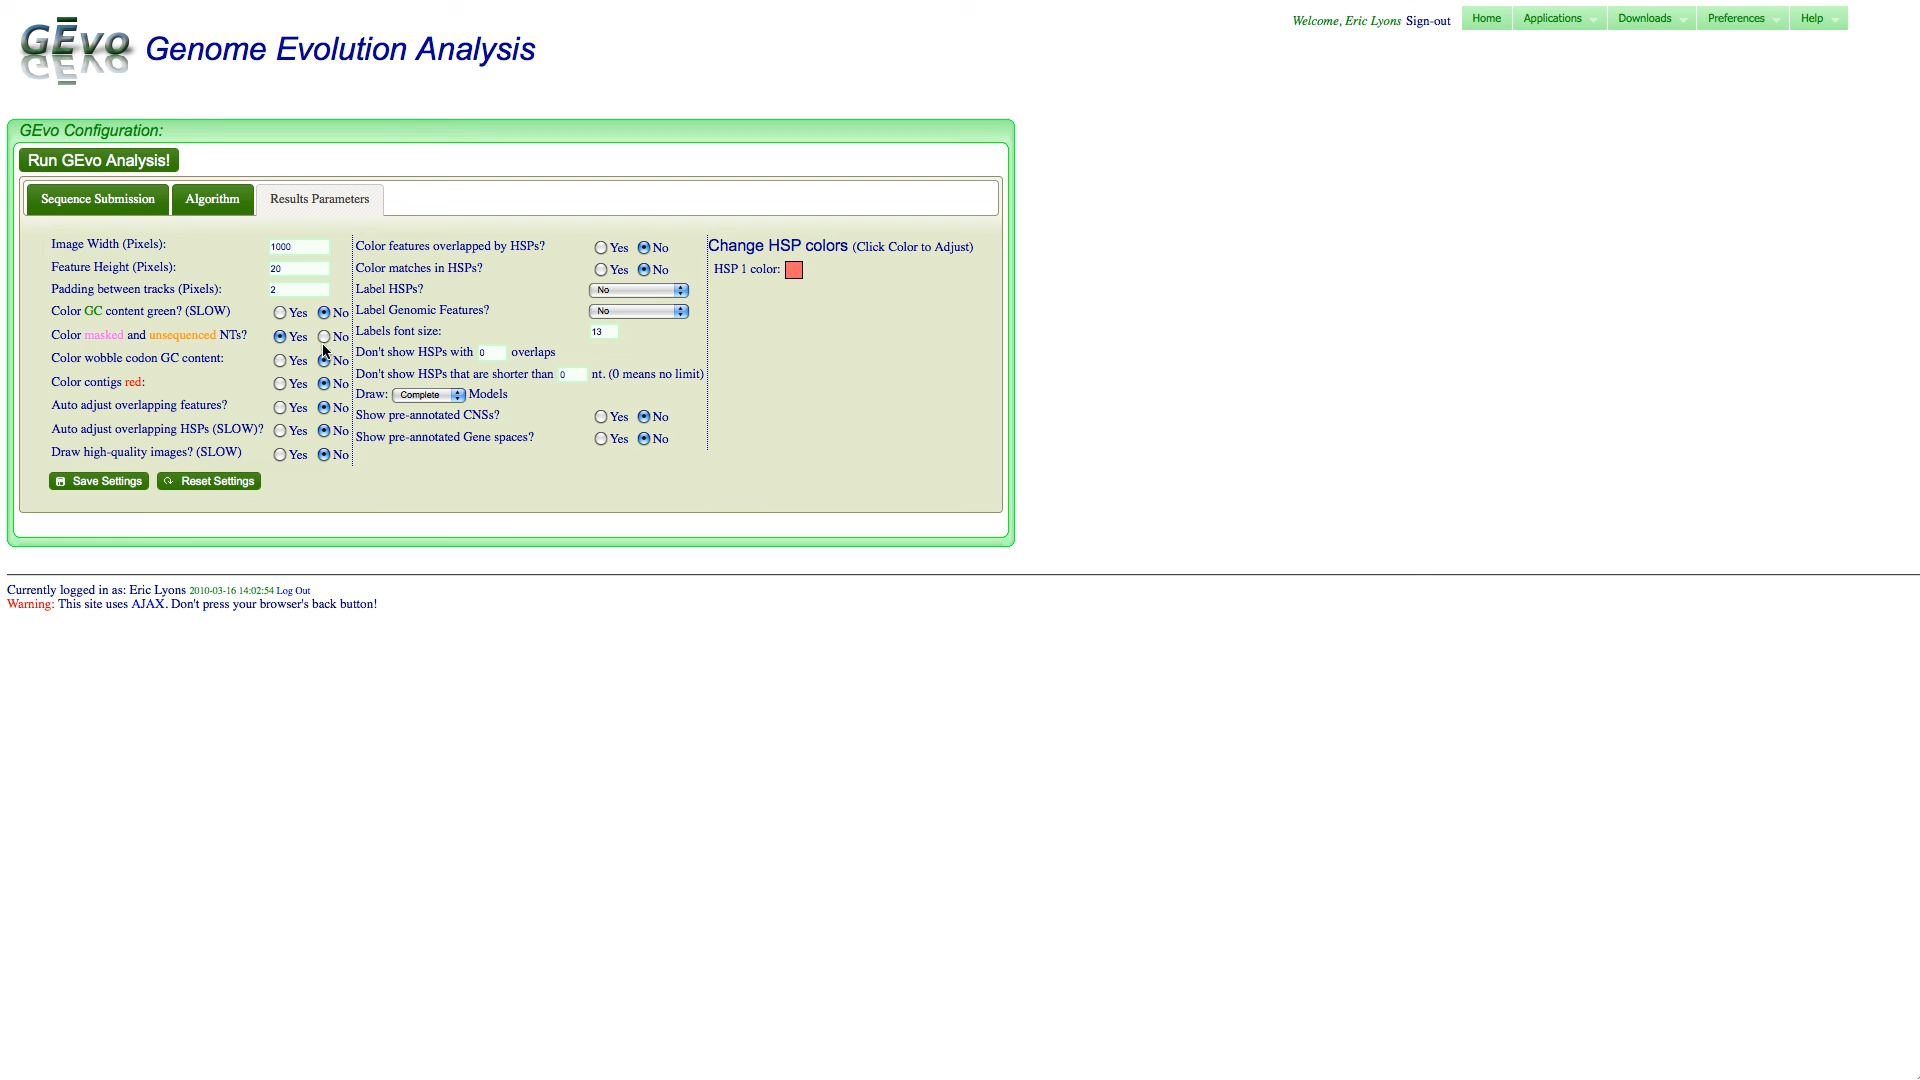 GEvo Genome Evolution Analysis
Welcome, Eric Lyons Sign-out Home Applications Downloads Preferences Help
GEvo Configuration:
Run GEvo Analysis!
Sequence Submission Algorithm Results Parameters
Image Width (Pixels): 1000
Feature Height (Pixels): 20
Padding between tracks (Pixels): 2
Color GC content green? (SLOW) Yes No
Color masked and unsequenced NTs? Yes No
Color wobble codon GC content: Yes No
Color contigs red: Yes No
Auto adjust overlapping features? Yes No
Auto adjust overlapping HSPs (SLOW)? Yes No
Draw high-quality images? (SLOW) Yes No
Color features overlapped by HSPs? Yes No
Color matches in HSPs? Yes No
Label HSPs? No
Label Genomic Features? No
Labels font size: 13
Don't show HSPs with 0 overlaps
Don't show HSPs that are shorter than 0 nt. (0 means no limit)
Draw: Complete Models
Show pre-annotated CNSs? Yes No
Show pre-annotated Gene spaces? Yes No
Change HSP colors (Click Color to Adjust)
HSP 1 color:
Save Settings Reset Settings
Currently logged in as: Eric Lyons 2010-03-16 14:02:54 Log Out
Warning: This site uses AJAX. Don't press your browser's back button!